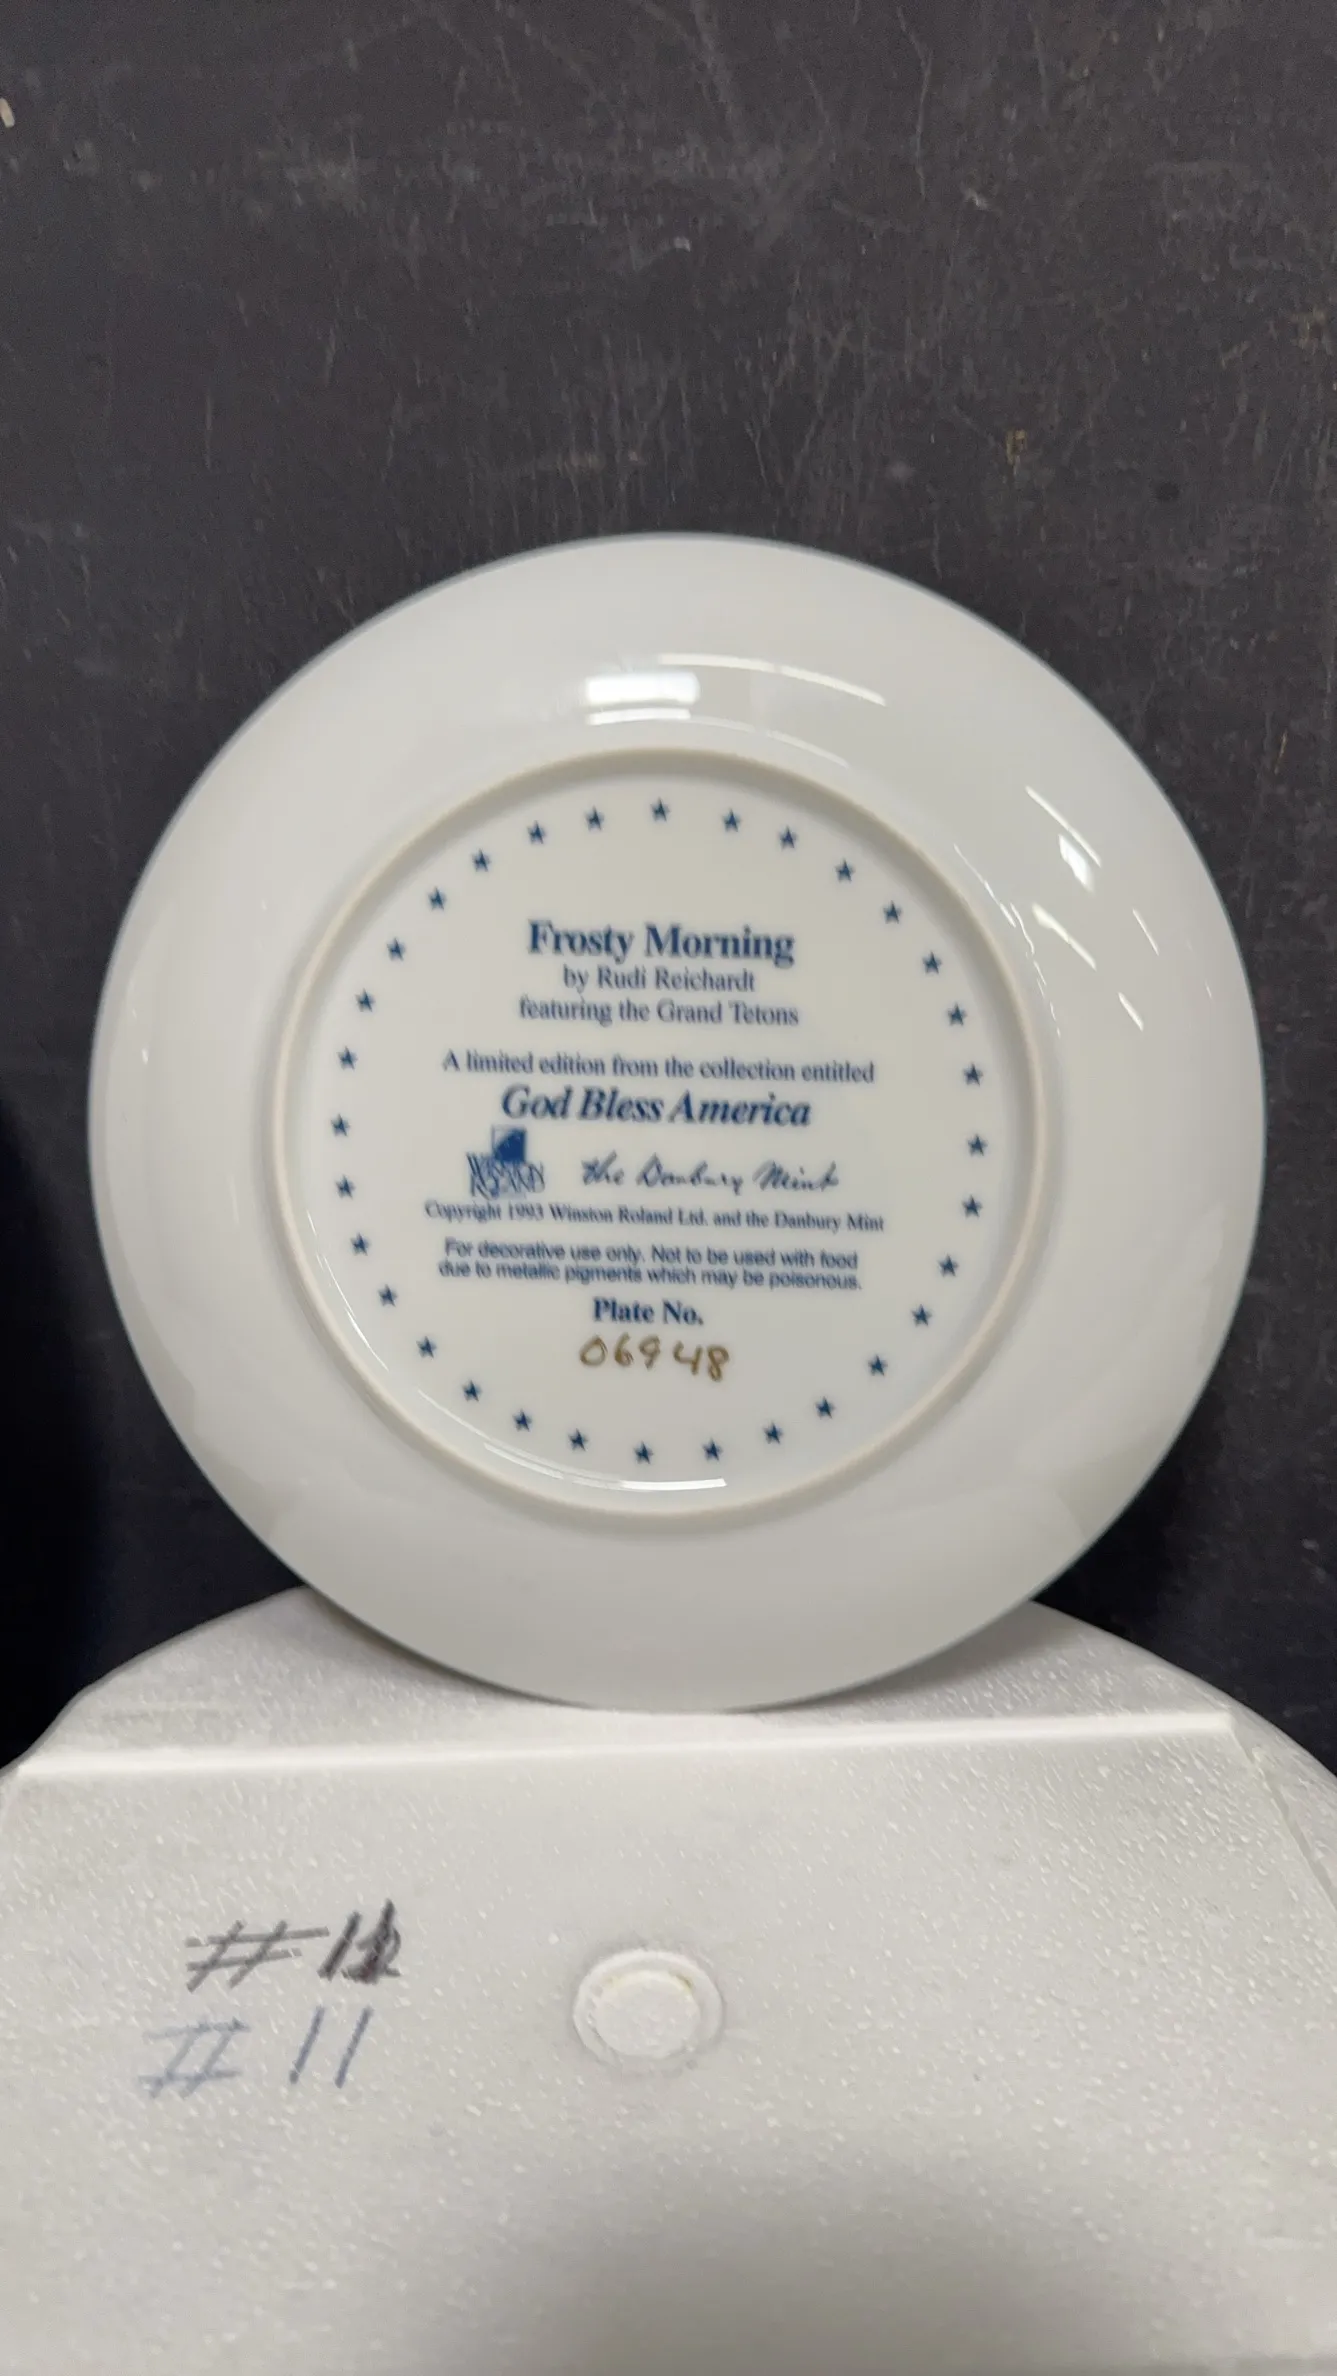 Frosty Morning
by Rudi Reichardt
featuring the Grand Tetons
A limited edition from the collection entitled
God Bless America
WINSTON
ROLAND
the Danbury Mint
Copyright 1993 Winston Roland Ltd. and the Danbury Mint
For decorative use only. Not to be used with food
due to metallic pigments which may be poisonous.
Plate No.
06948
#11